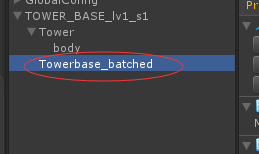 GlobalConfig
TOWER_BASE_lv1_s1
Tower
body
Towerbase_batched
Pr